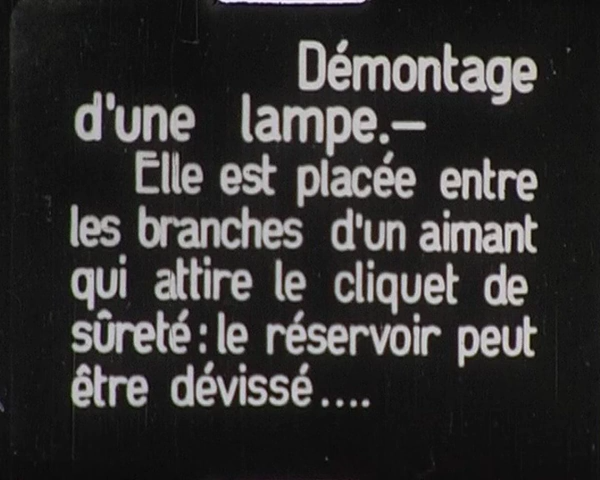 Démontage
d'une lampe.—
Elle est placée entre
les branches d'un aimant
qui attire le cliquet de
sûreté : le réservoir peut
être dévissé....